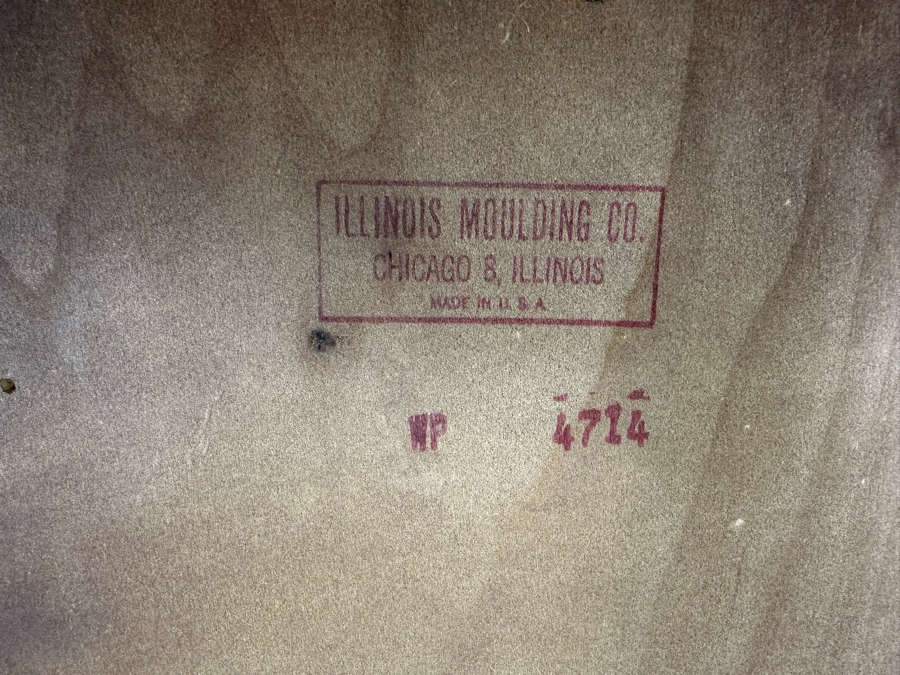 ILLINOIS MOULDING CO.
CHICAGO 8, ILLINOIS
MADE IN U. S. A.
WP 4714